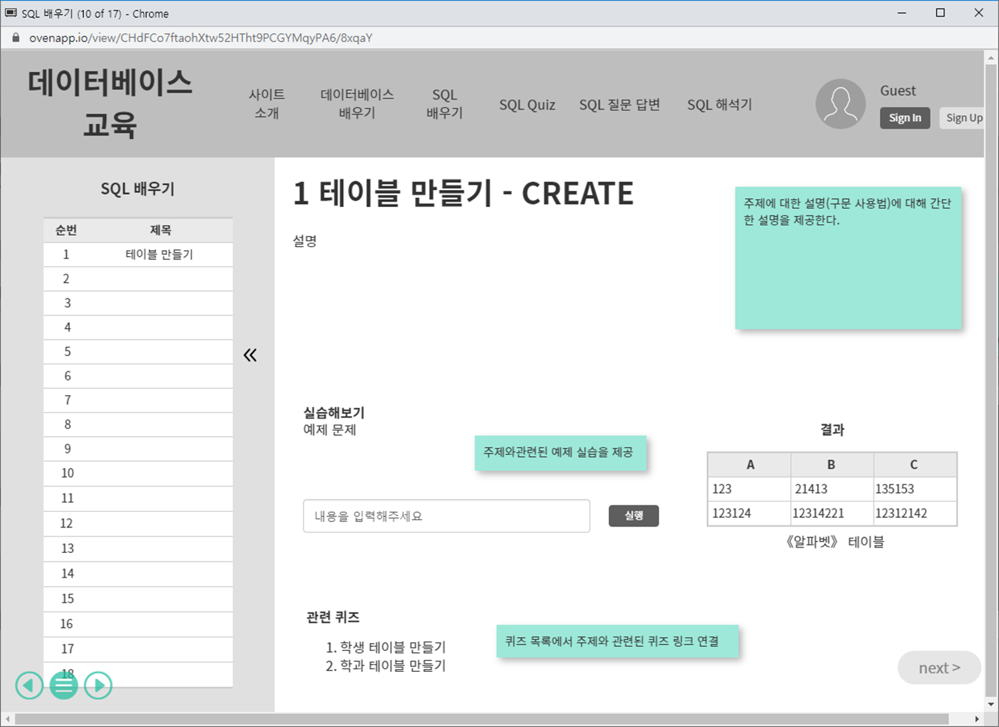 SQL 배우기 (10 of 17) - Chrome
ovenapp.io/view/CHdFCo7ftaohXtw52HTht9PCGYMqyPA6/8xqaY
데이터베이스
교육
사이트
소개
데이터베이스
배우기
SQL
배우기
SQL Quiz
SQL 질문 답변
SQL 해석기
Guest
Sign In
Sign Up
SQL 배우기
순번 제목
1 테이블 만들기
2
3
4
5
6
7
8
9
10
11
12
13
14
15
16
17
18
1 테이블 만들기 - CREATE
설명
주제에 대한 설명(구문 사용법)에 대해 간단
한 설명을 제공한다.
실습해보기
예제 문제
주제와관련된 예제 실습을 제공
내용을 입력해주세요
실행
결과
A B C
123 21413 135153
123124 12314221 12312142
《알파벳》 테이블
관련 퀴즈
1. 학생 테이블 만들기
2. 학과 테이블 만들기
퀴즈 목록에서 주제와 관련된 퀴즈 링크 연결
next >